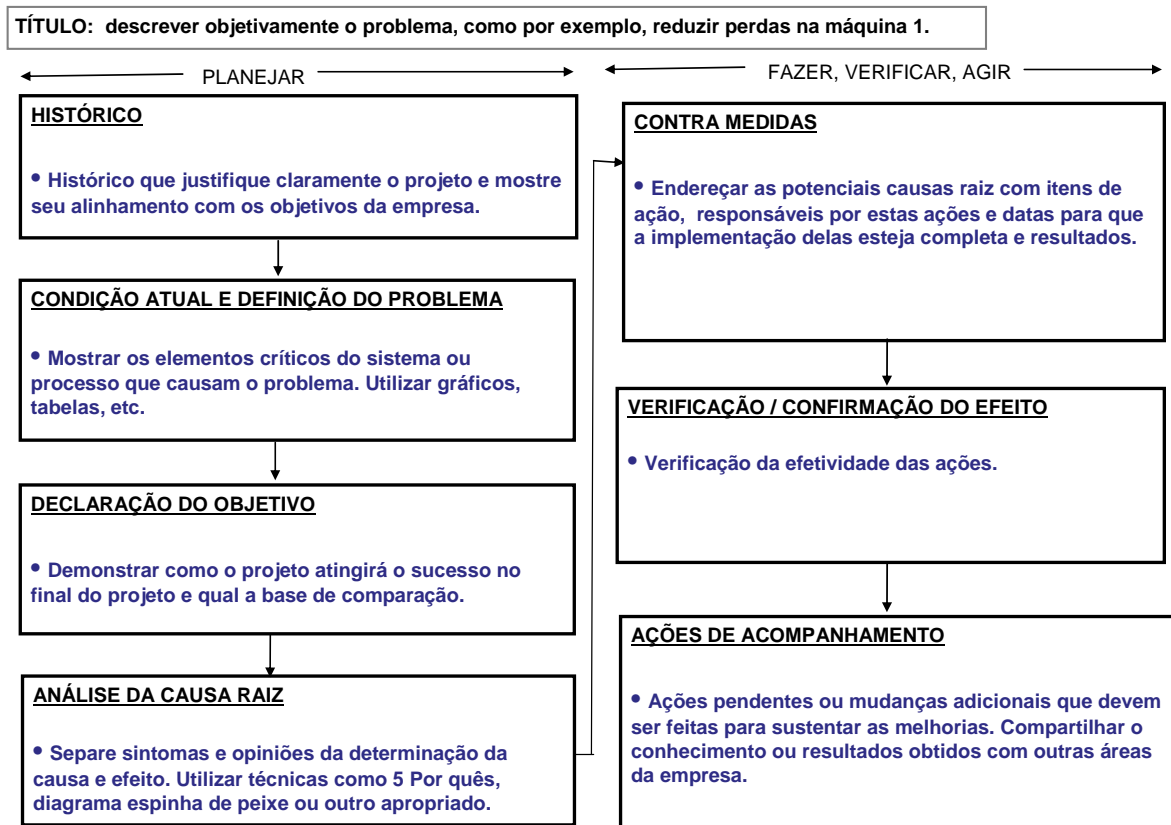 TÍTULO: descrever objetivamente o problema, como por exemplo, reduzir perdas na máquina 1.
PLANEJAR
HISTÓRICO
• Histórico que justifique claramente o projeto e mostre
seu alinhamento com os objetivos da empresa.
CONDIÇÃO ATUAL E DEFINIÇÃO DO PROBLEMA
• Mostrar os elementos críticos do sistema ou
processo que causam o problema. Utilizar gráficos,
tabelas, etc.
DECLARAÇÃO DO OBJETIVO
• Demonstrar como o projeto atingirá o sucesso no
final do projeto e qual a base de comparação.
ANÁLISE DA CAUSA RAIZ
• Separe sintomas e opiniões da determinação da
causa e efeito. Utilizar técnicas como 5 Por quês,
diagrama espinha de peixe ou outro apropriado.
FAZER, VERIFICAR, AGIR
CONTRA MEDIDAS
• Endereçar as potenciais causas raiz com itens de
ação, responsáveis por estas ações e datas para que
a implementação delas esteja completa e resultados.
VERIFICAÇÃO / CONFIRMAÇÃO DO EFEITO
• Verificação da efetividade das ações.
AÇÕES DE ACOMPANHAMENTO
• Ações pendentes ou mudanças adicionais que devem
ser feitas para sustentar as melhorias. Compartilhar o
conhecimento ou resultados obtidos com outras áreas
da empresa.